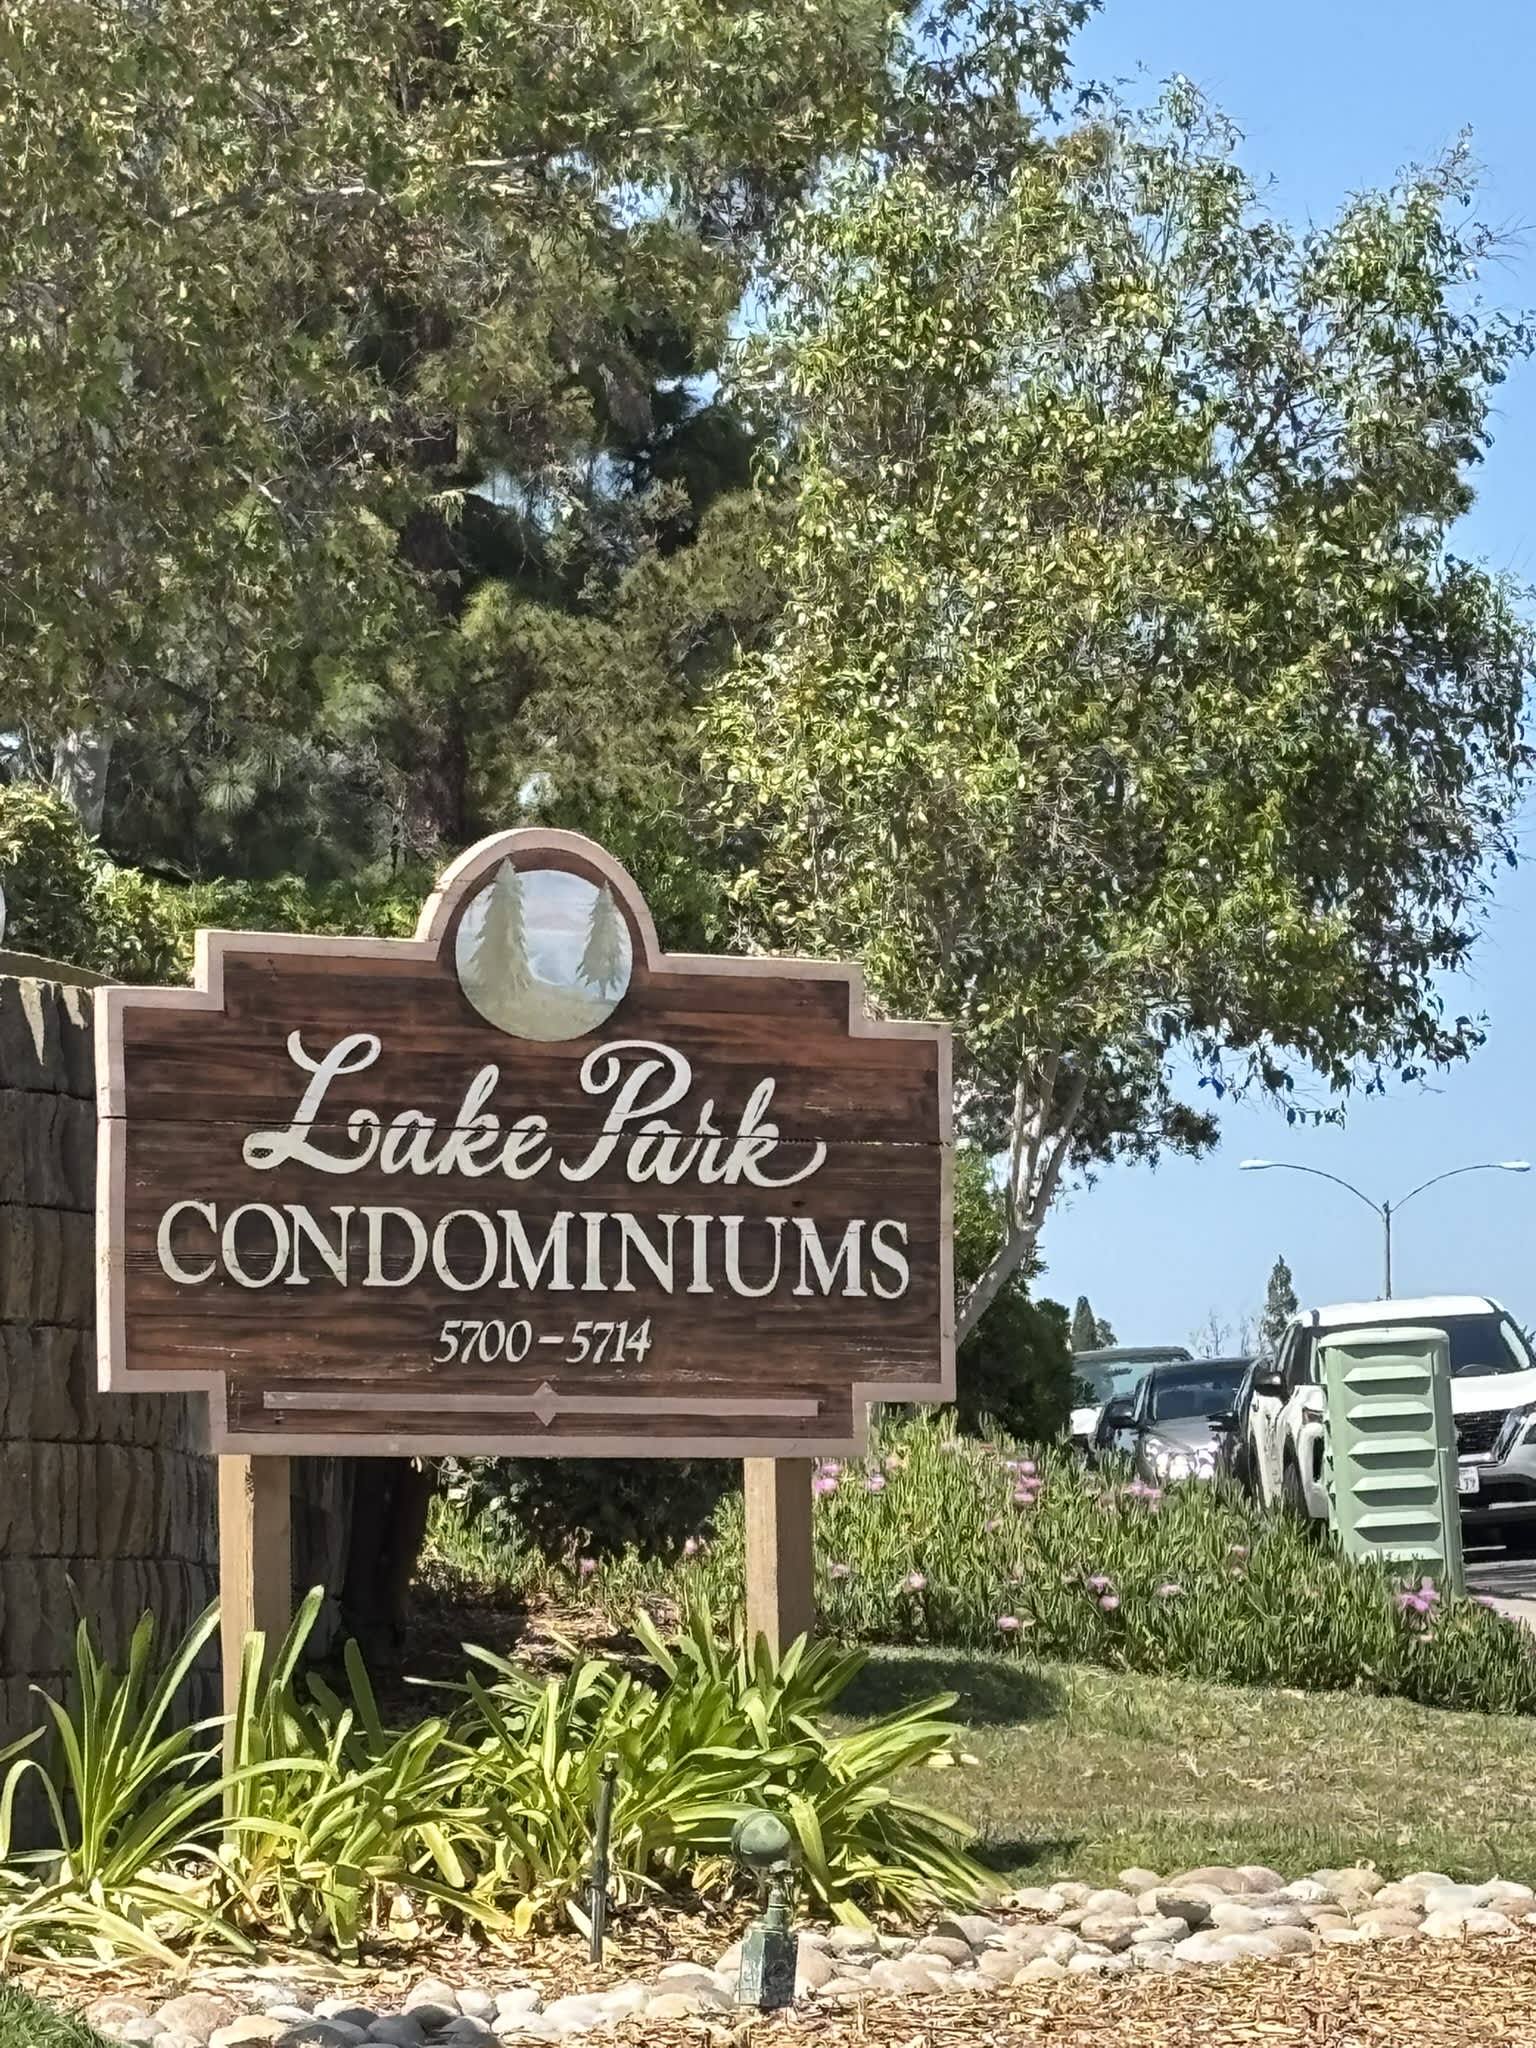 Lake Park
CONDOMINIUMS
5700-5714